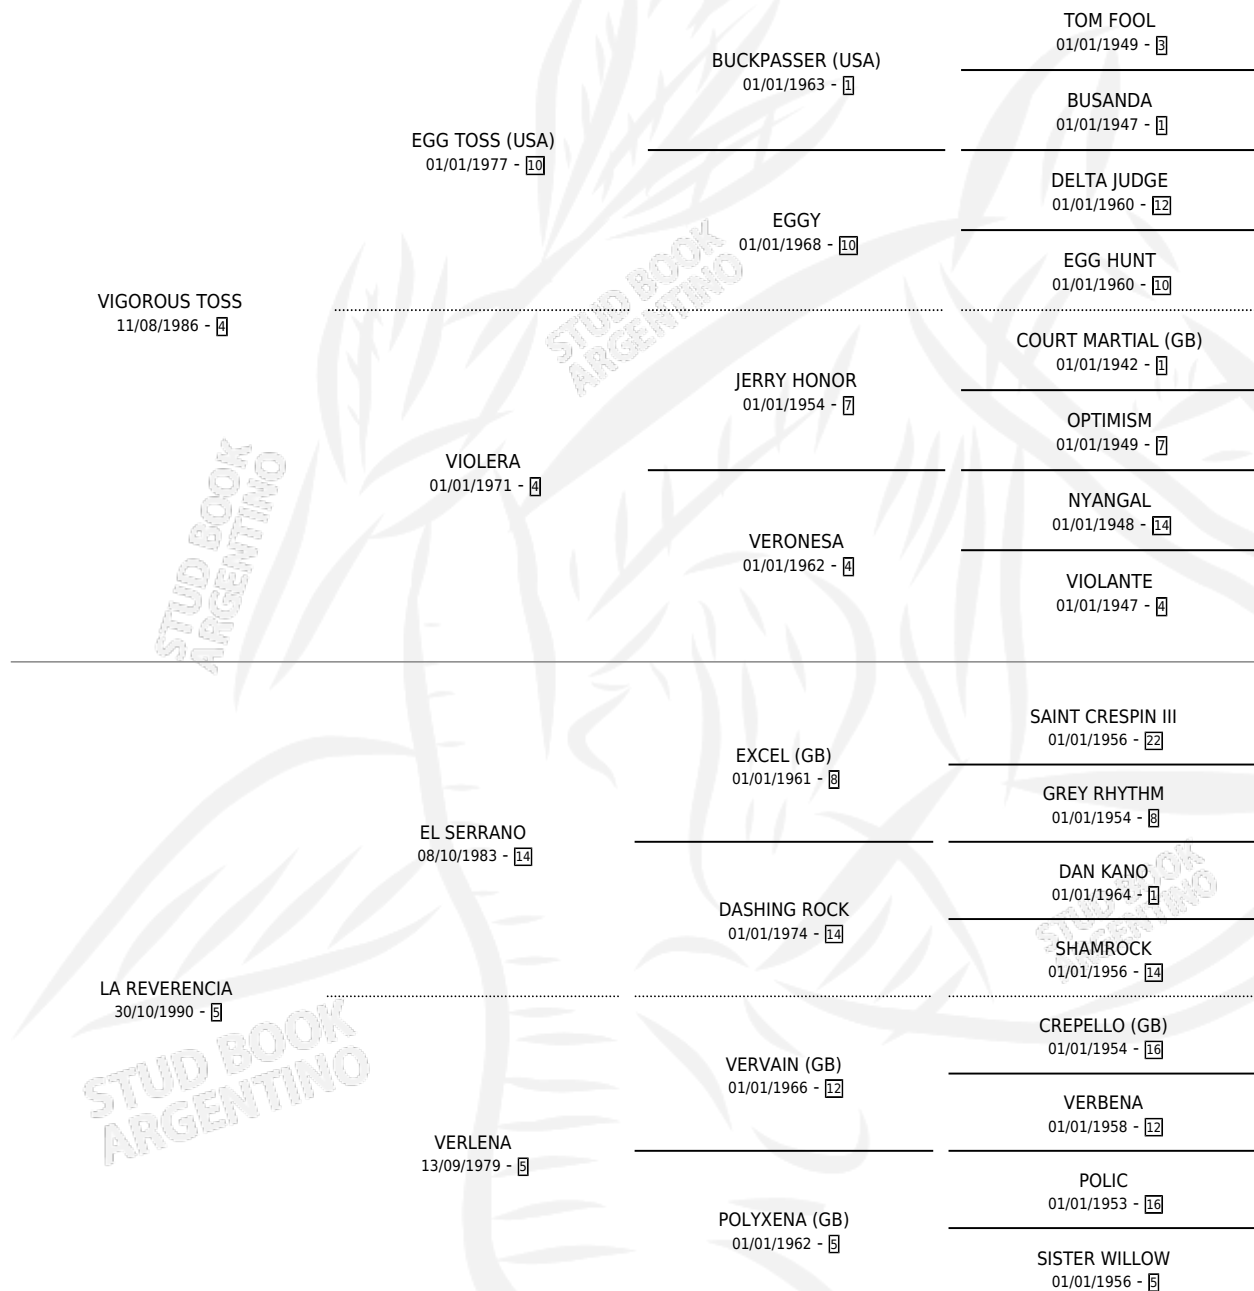 TOM FOOL
01/01/1949 - 3
BUCKPASSER (USA)
01/01/1963 - 1
BUSANDA
01/01/1947 - 1
EGG TOSS (USA)
01/01/1977 - 10
DELTA JUDGE
01/01/1960 - 12
EGGY
01/01/1968 - 10
EGG HUNT
01/01/1960 - 10
VIGOROUS TOSS
11/08/1986 - 4
COURT MARTIAL (GB)
01/01/1942 - 1
JERRY HONOR
01/01/1954 - 7
OPTIMISM
01/01/1949 - 7
VIOLERA
01/01/1971 - 4
NYANGAL
01/01/1948 - 14
VERONESA
01/01/1962 - 4
VIOLANTE
01/01/1947 - 4
SAINT CRESPIN III
01/01/1956 - 22
EXCEL (GB)
01/01/1961 - 8
GREY RHYTHM
01/01/1954 - 8
EL SERRANO
08/10/1983 - 14
DAN KANO
01/01/1964 - 1
DASHING ROCK
01/01/1974 - 14
SHAMROCK
01/01/1956 - 14
LA REVERENCIA
30/10/1990 - 5
CREPELLO (GB)
01/01/1954 - 16
VERVAIN (GB)
01/01/1966 - 12
VERBENA
01/01/1958 - 12
VERLENA
13/09/1979 - 5
POLIC
01/01/1953 - 16
POLYXENA (GB)
01/01/1962 - 5
SISTER WILLOW
01/01/1956 - 5
STUD BOOK
ARGENTINO
STUD BOOK
ARGENTINO
STUD BOOK
ARGENTINO
STUD BOOK
ARGENTINO